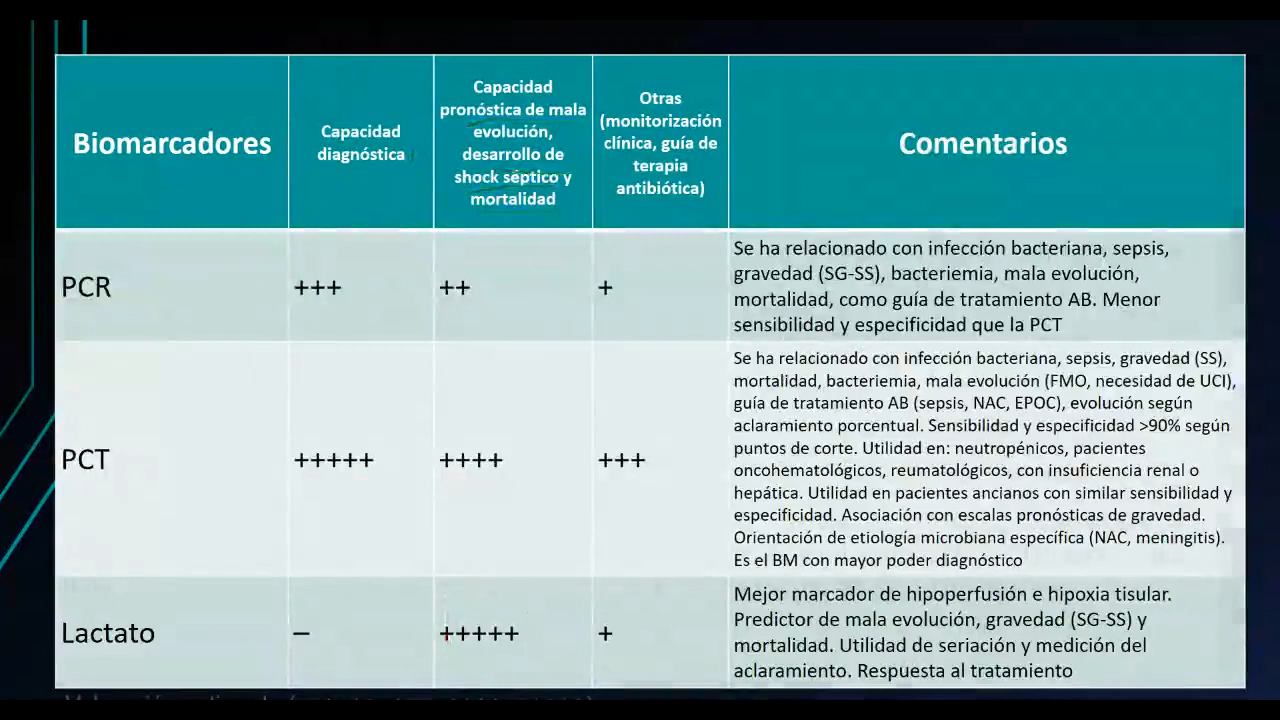 Biomarcadores
Capacidad
diagnóstica
Capacidad
pronóstica de mala
evolución,
desarrollo de
shock séptico y
mortalidad
Otras
(monitorización
clínica, guía de
terapia
antibiótica)
Comentarios
PCR
+++
++
+
Se ha relacionado con infección bacteriana, sepsis,
gravedad (SG-SS), bacteriemia, mala evolución,
mortalidad, como guía de tratamiento AB. Menor
sensibilidad y especificidad que la PCT
PCT
+++++
++++
+++
Se ha relacionado con infección bacteriana, sepsis, gravedad (SS),
mortalidad, bacteriemia, mala evolución (FMO, necesidad de UCI),
guía de tratamiento AB (sepsis, NAC, EPOC), evolución según
aclaramiento porcentual. Sensibilidad y especificidad >90% según
puntos de corte. Utilidad en: neutropénicos, pacientes
oncohematológicos, reumatológicos, con insuficiencia renal o
hepática. Utilidad en pacientes ancianos con similar sensibilidad y
especificidad. Asociación con escalas pronósticas de gravedad.
Orientación de etiología microbiana específica (NAC, meningitis).
Es el BM con mayor poder diagnóstico
Lactato
–
+++++
+
Mejor marcador de hipoperfusión e hipoxia tisular.
Predictor de mala evolución, gravedad (SG-SS) y
mortalidad. Utilidad de seriación y medición del
aclaramiento. Respuesta al tratamiento